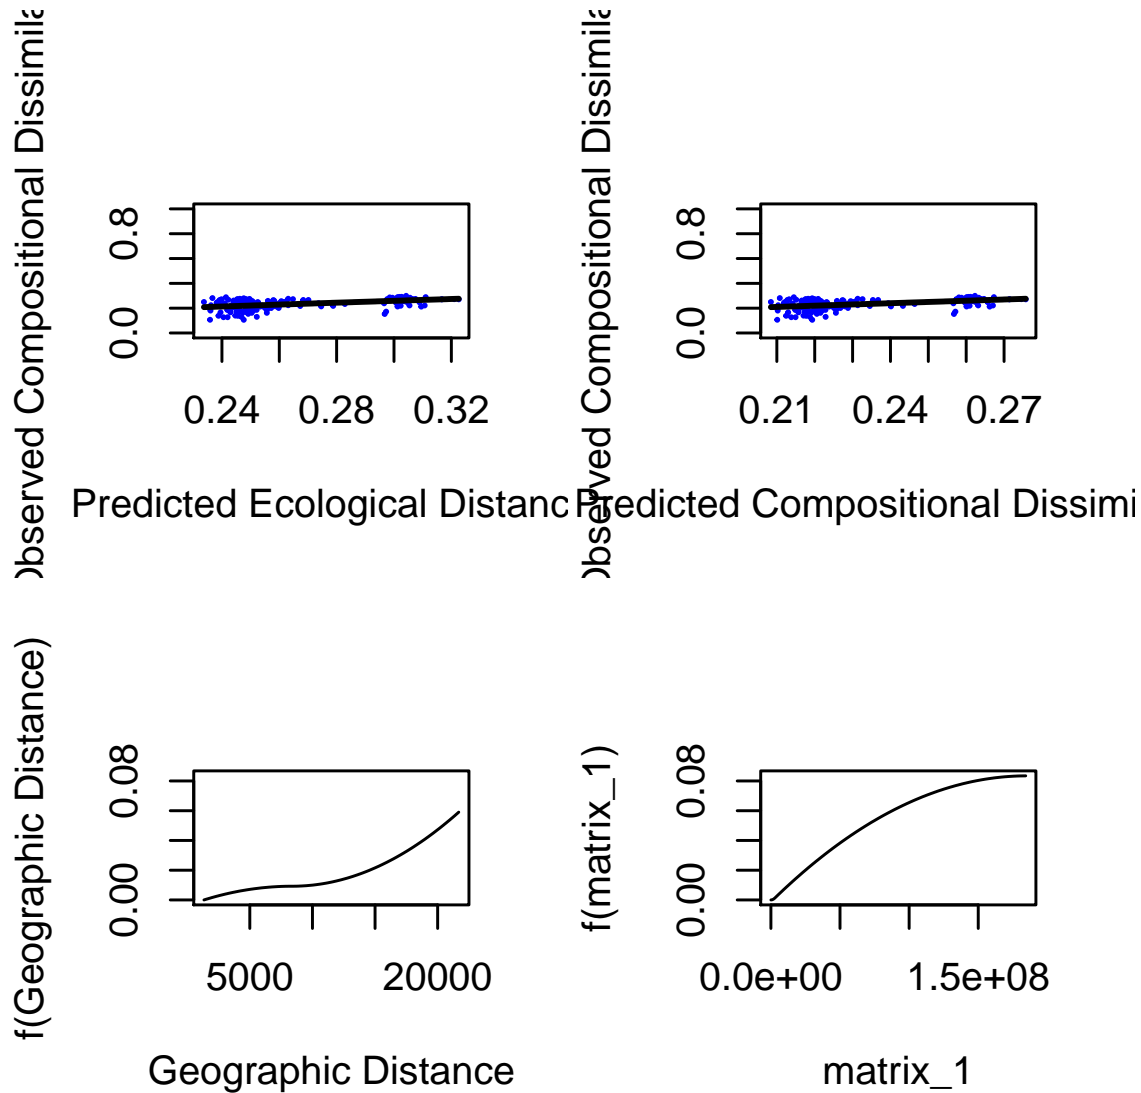 Observed Compositional Dissimila
0.8
0.0
0.24 0.28 0.32
Predicted Ecological Distanc
Observed Compositional Dissimila
0.8
0.0
0.21 0.24 0.27
Predicted Compositional Dissimi
f(Geographic Distance)
0.08
0.00
5000 20000
Geographic Distance
f(matrix_1)
0.08
0.00
0.0e+00 1.5e+08
matrix_1